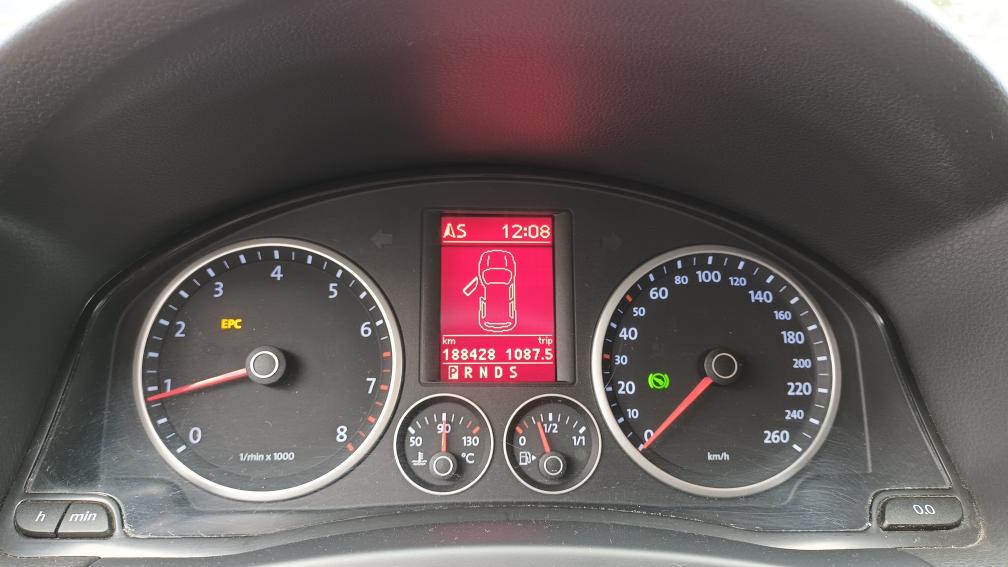 AS 12:08
km trip
188428 1087.5
P R N D S
0 1 2 3 4 5 6 7 8
EPC
1/min x 1000
50 90 130
°C
0 1/2 1/1
0 10 20 30 40 50 60 80 100 120 140 160 180 200 220 240 260
km/h
h min
0.0